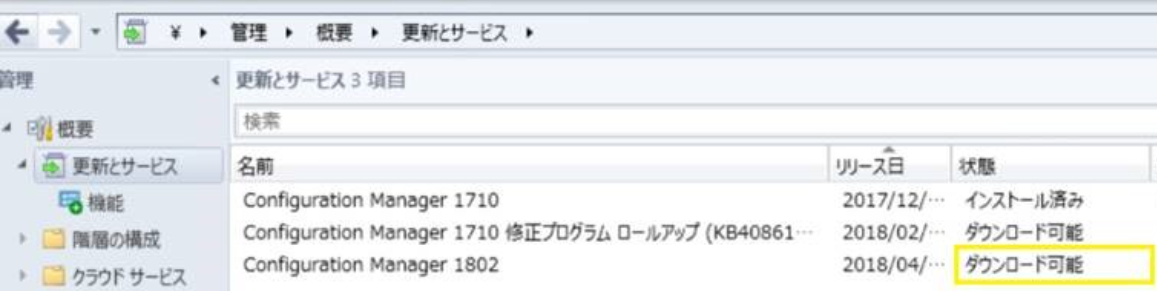 ¥ 管理 概要 更新とサービス
管理
更新とサービス 3 項目
検索
概要
更新とサービス
機能
階層の構成
クラウド サービス
名前 リリース日 状態
Configuration Manager 1710 2017/12/… インストール済み
Configuration Manager 1710 修正プログラム ロールアップ (KB40861… 2018/02/… ダウンロード可能
Configuration Manager 1802 2018/04/… ダウンロード可能